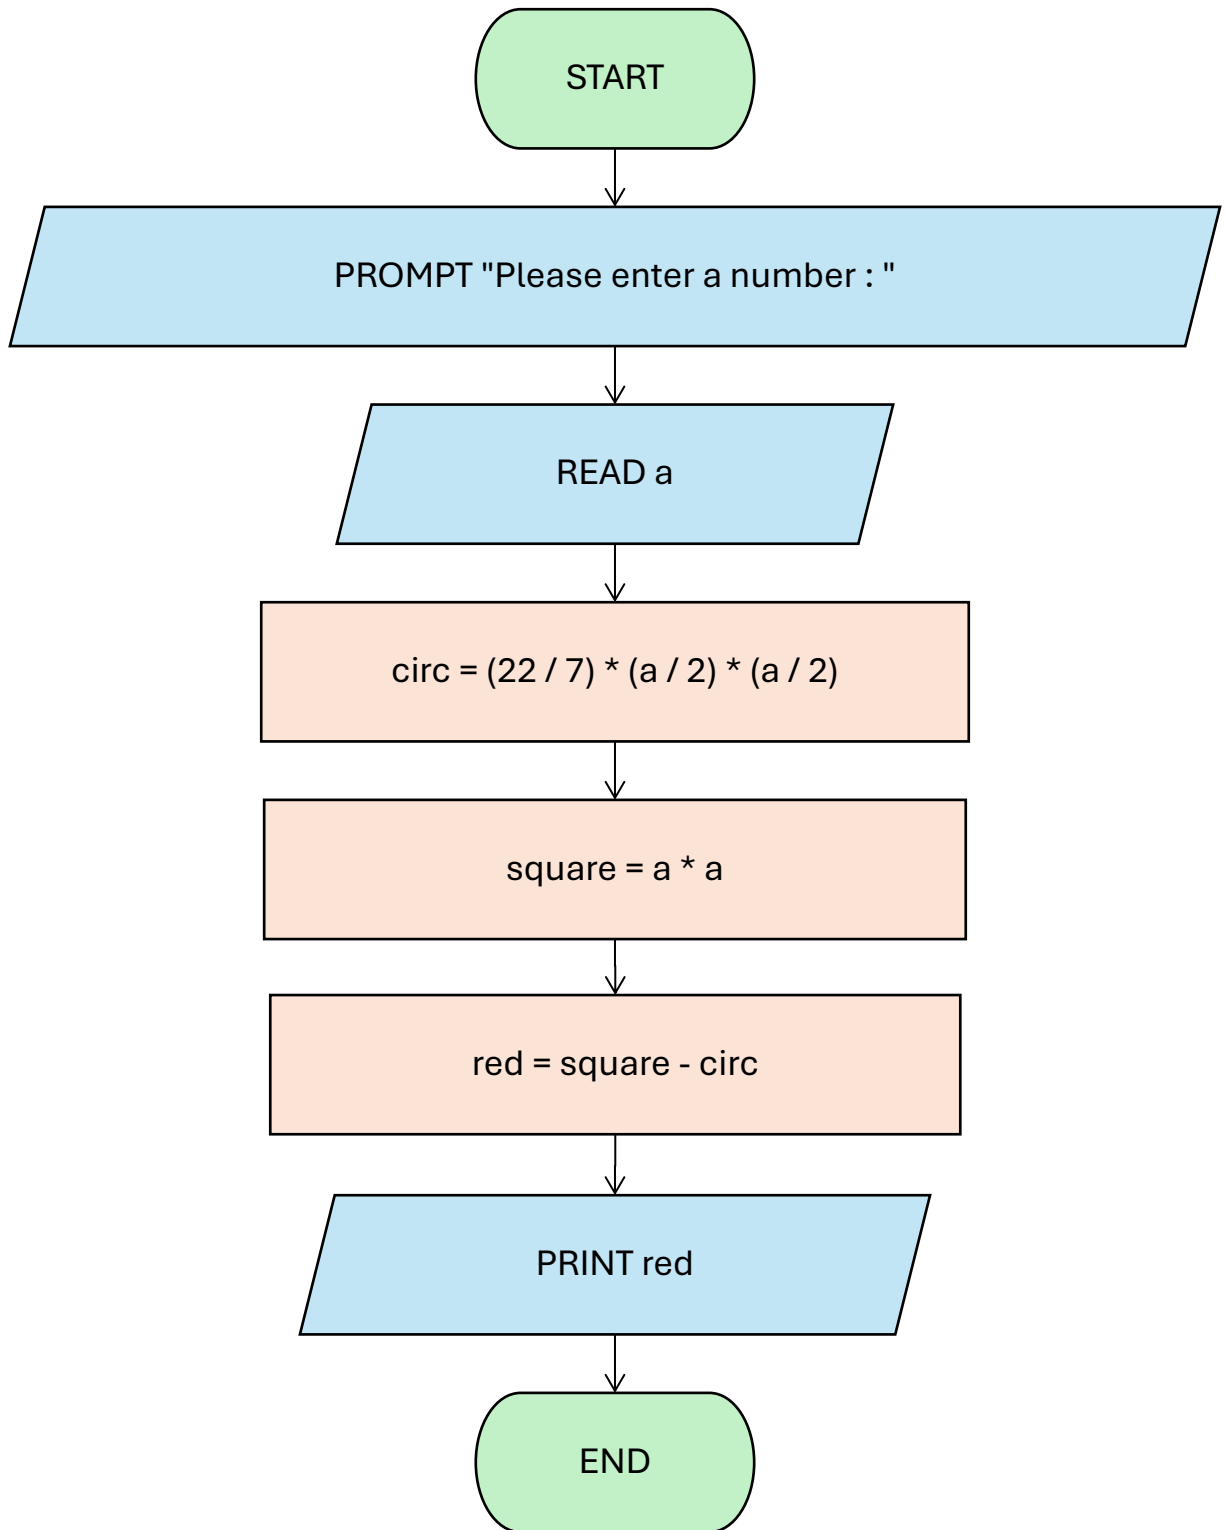 START
PROMPT "Please enter a number : "
READ a
circ = (22 / 7) * (a / 2) * (a / 2)
square = a * a
red = square - circ
PRINT red
END